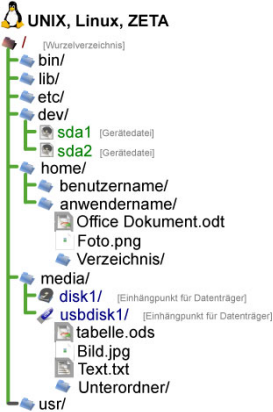 UNIX, Linux, ZETA
/ [Wurzelverzeichnis]
bin/
lib/
etc/
dev/
sda1 [Gerätedatei]
sda2 [Gerätedatei]
home/
benutzername/
anwendername/
Office Dokument.odt
Foto.png
Verzeichnis/
media/
disk1/ [Einhängpunkt für Datenträger]
usbdisk1/ [Einhängpunkt für Datenträger]
tabelle.ods
Bild.jpg
Text.txt
Unterordner/
usr/